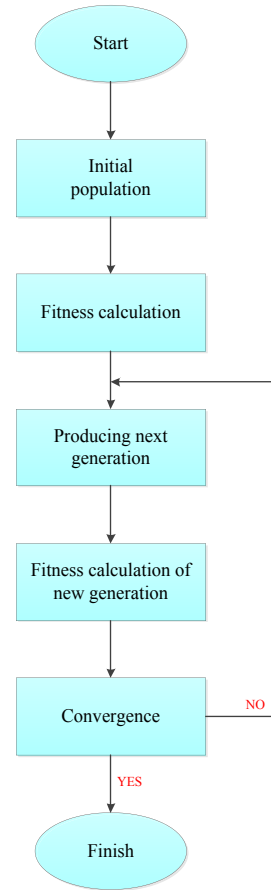 Start
Initial
population
Fitness calculation
Producing next
generation
Fitness calculation of
new generation
Convergence
NO
YES
Finish